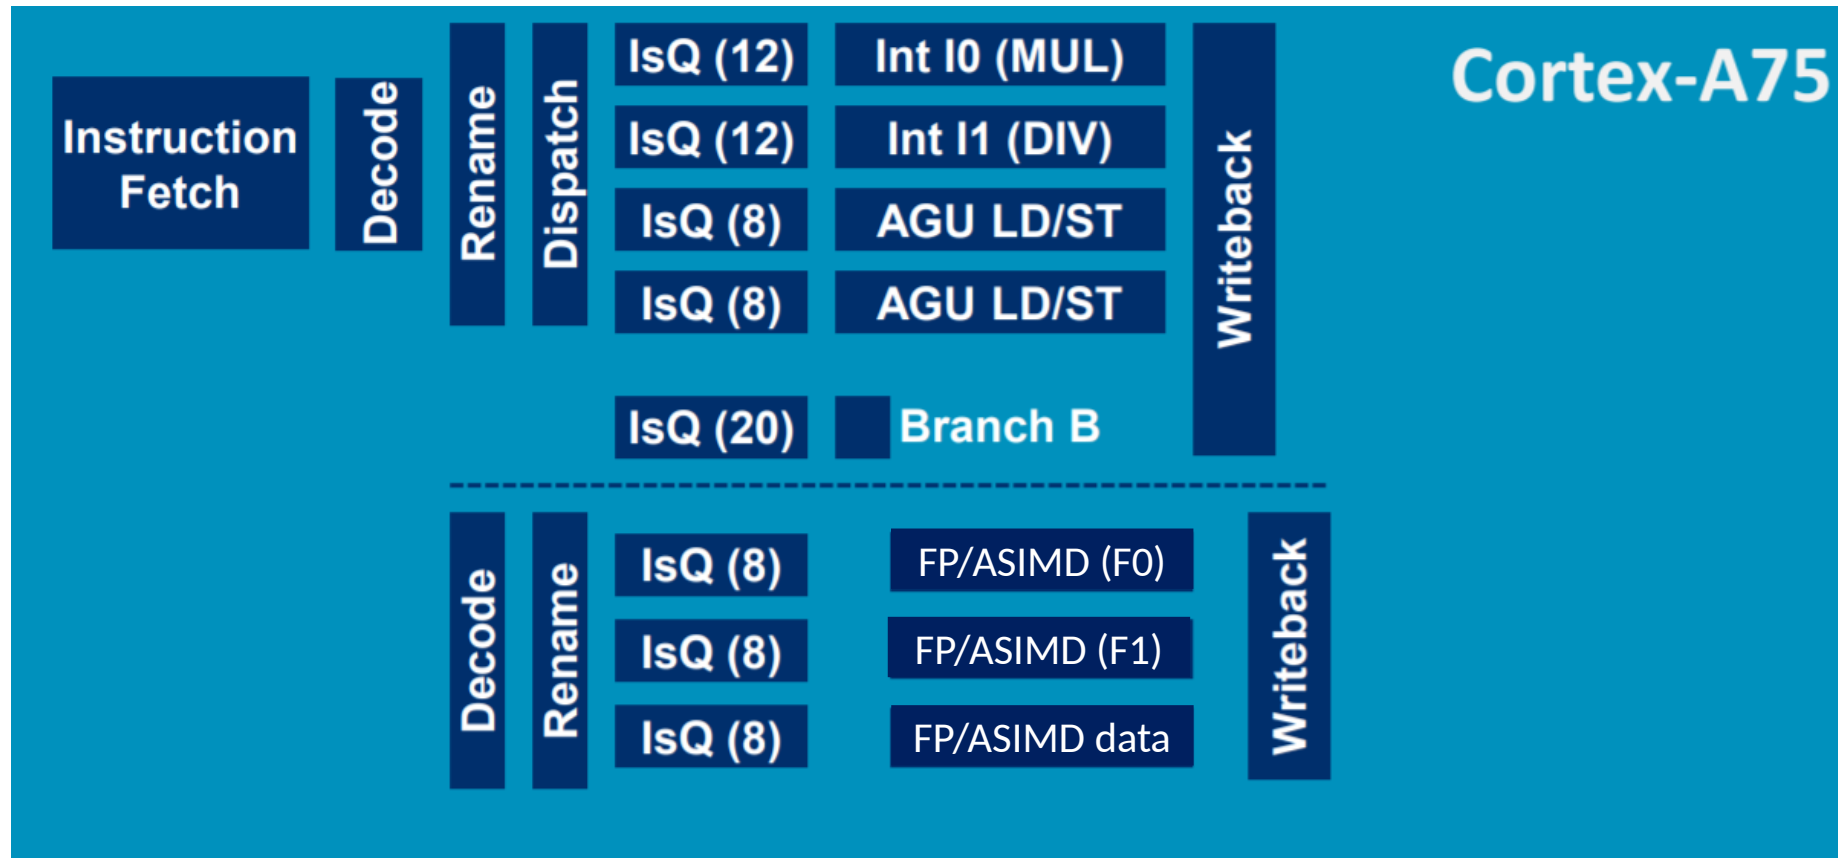 Cortex-A75
Instruction
Fetch
Decode
Rename
Dispatch
IsQ (12)
Int I0 (MUL)
IsQ (12)
Int I1 (DIV)
IsQ (8)
AGU LD/ST
IsQ (8)
AGU LD/ST
IsQ (20)
Branch B
Writeback
Decode
Rename
IsQ (8)
FP/ASIMD (F0)
IsQ (8)
FP/ASIMD (F1)
IsQ (8)
FP/ASIMD data
Writeback